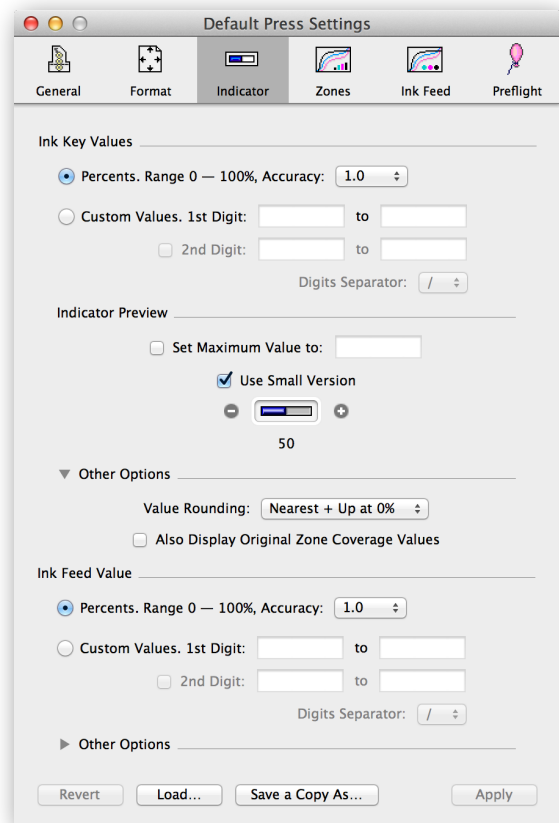 Default Press Settings
General Format Indicator Zones Ink Feed Preflight
Ink Key Values
Percents. Range 0 — 100%, Accuracy: 1.0
Custom Values. 1st Digit: to
2nd Digit: to
Digits Separator: /
Indicator Preview
Set Maximum Value to:
Use Small Version
50
Other Options
Value Rounding: Nearest + Up at 0%
Also Display Original Zone Coverage Values
Ink Feed Value
Percents. Range 0 — 100%, Accuracy: 1.0
Custom Values. 1st Digit: to
2nd Digit: to
Digits Separator: /
Other Options
Revert Load... Save a Copy As... Apply